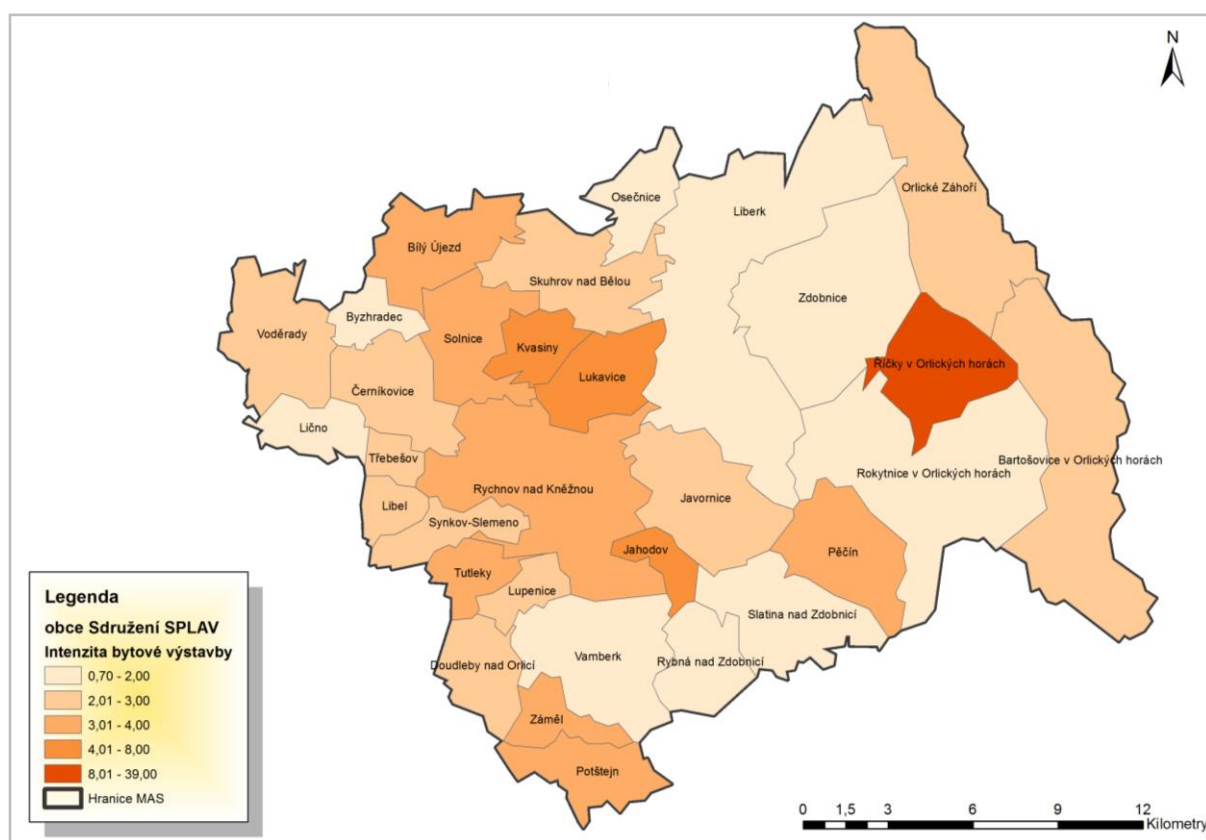 N
Osečnice
Liberk
Orlické Záhoří
Bílý Újezd
Skuhrov nad Bělou
Zdobnice
Byzhradec
Voděrady
Solnice
Kvasiny
Lukavice
Říčky v Orlických horách
Černíkovice
Lično
Třebešov
Bartošovice v Orlických horách
Rokytnice v Orlických horách
Rychnov nad Kněžnou
Javornice
Libel
Synkov-Slemeno
Jahodov
Pěčín
Tutleky
Lupenice
Slatina nad Zdobnicí
Vamberk
Rybná nad Zdobnicí
Doudleby nad Orlicí
Záměl
Potštejn
Legenda
obce Sdružení SPLAV
Intenzita bytové výstavby
0,70 - 2,00
2,01 - 3,00
3,01 - 4,00
4,01 - 8,00
8,01 - 39,00
Hranice MAS
0 1,5 3 6 9 12
Kilometry